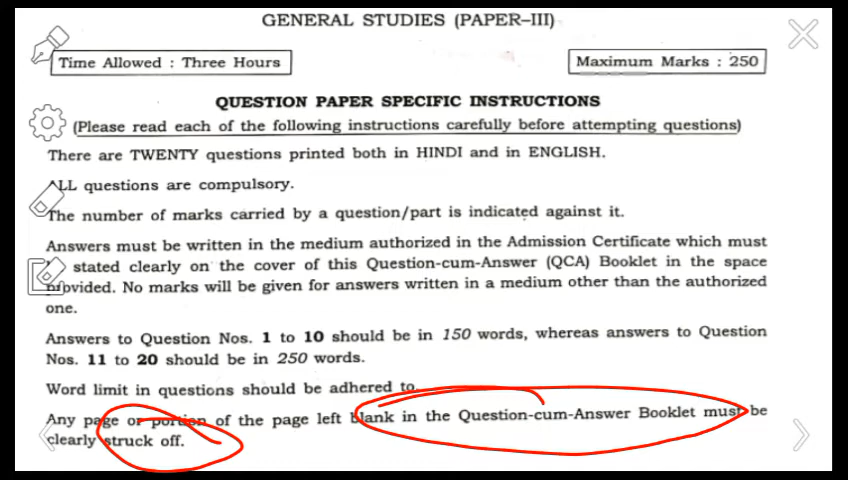 GENERAL STUDIES (PAPER–III)
Time Allowed : Three Hours
Maximum Marks : 250
QUESTION PAPER SPECIFIC INSTRUCTIONS
(Please read each of the following instructions carefully before attempting questions)
There are TWENTY questions printed both in HINDI and in ENGLISH.
ALL questions are compulsory.
The number of marks carried by a question/part is indicated against it.
Answers must be written in the medium authorized in the Admission Certificate which must
stated clearly on the cover of this Question-cum-Answer (QCA) Booklet in the space
provided. No marks will be given for answers written in a medium other than the authorized
one.
Answers to Question Nos. 1 to 10 should be in 150 words, whereas answers to Question
Nos. 11 to 20 should be in 250 words.
Word limit in questions should be adhered to.
Any page or portion of the page left blank in the Question-cum-Answer Booklet must be
clearly struck off.